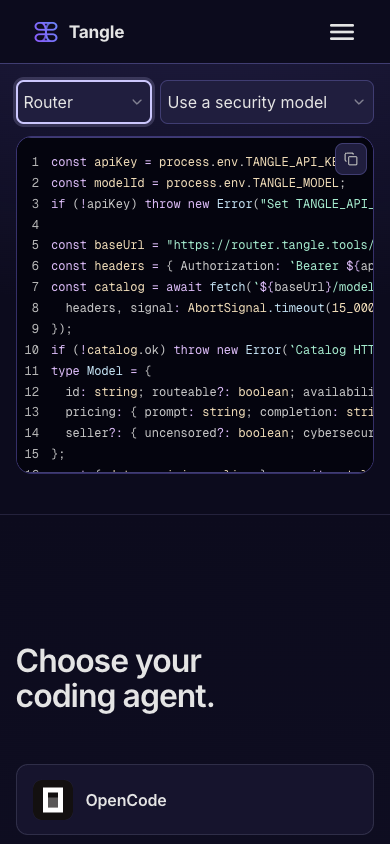 Tangle
Router
Use a security model
1 const apiKey = process.env.TANGLE_API_KE
2 const modelId = process.env.TANGLE_MODEL;
3 if (!apiKey) throw new Error("Set TANGLE_API_
4
5 const baseUrl = "https://router.tangle.tools/
6 const headers = { Authorization: `Bearer ${ap
7 const catalog = await fetch(`${baseUrl}/model
8 headers, signal: AbortSignal.timeout(15_000
9 });
10 if (!catalog.ok) throw new Error(`Catalog HTT
11 type Model = {
12 id: string; routeable?: boolean; availabili
13 pricing: { prompt: string; completion: stri
14 seller?: { uncensored?: boolean; cybersecur
15 };
Choose your
coding agent.
OpenCode